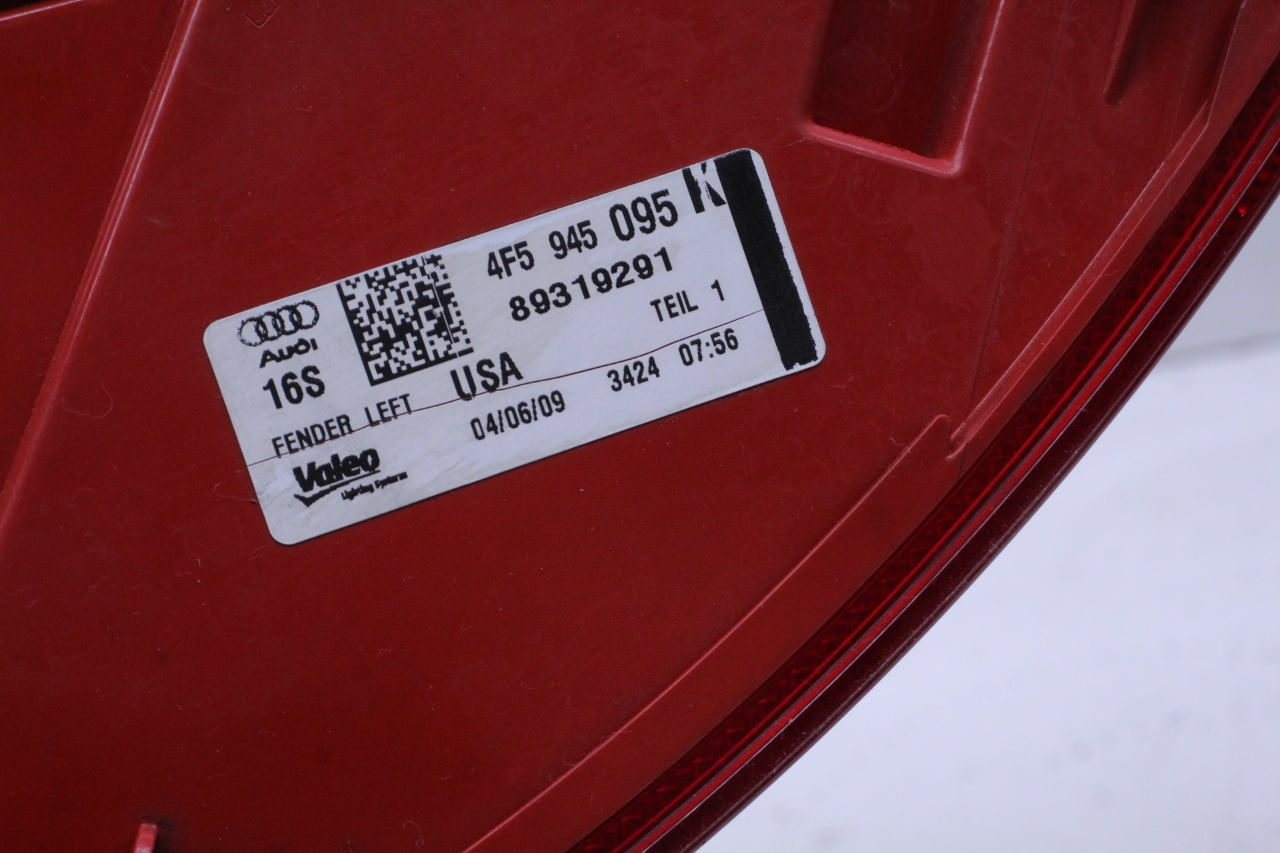 4F5 945 095 K
89319291
TEIL 1
Audi
16S
USA
FENDER LEFT
04/06/09 3424 07:56
Valeo
Lighting Systems